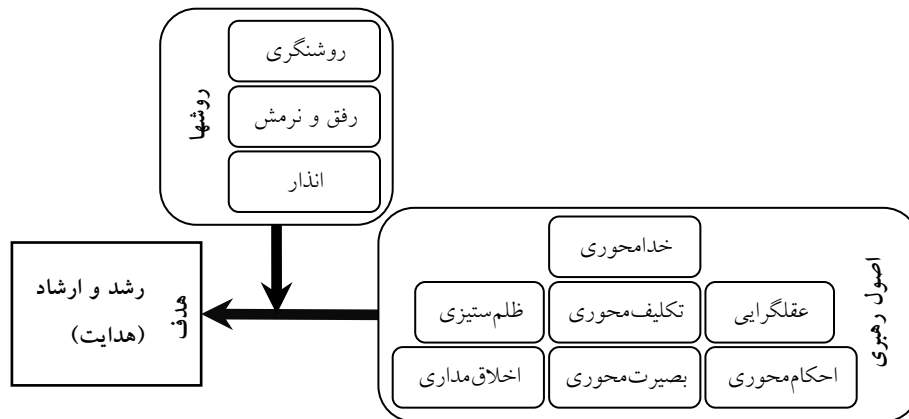 روشها
روشنگری
رفق و نرمش
انذار
اصول رهبری
خدامحوری
عقلگرایی
تکلیف‌محوری
ظلم‌ستیزی
احکام‌محوری
بصیرت‌محوری
اخلاق‌مداری
هدف
رشد و ارشاد
(هدایت)